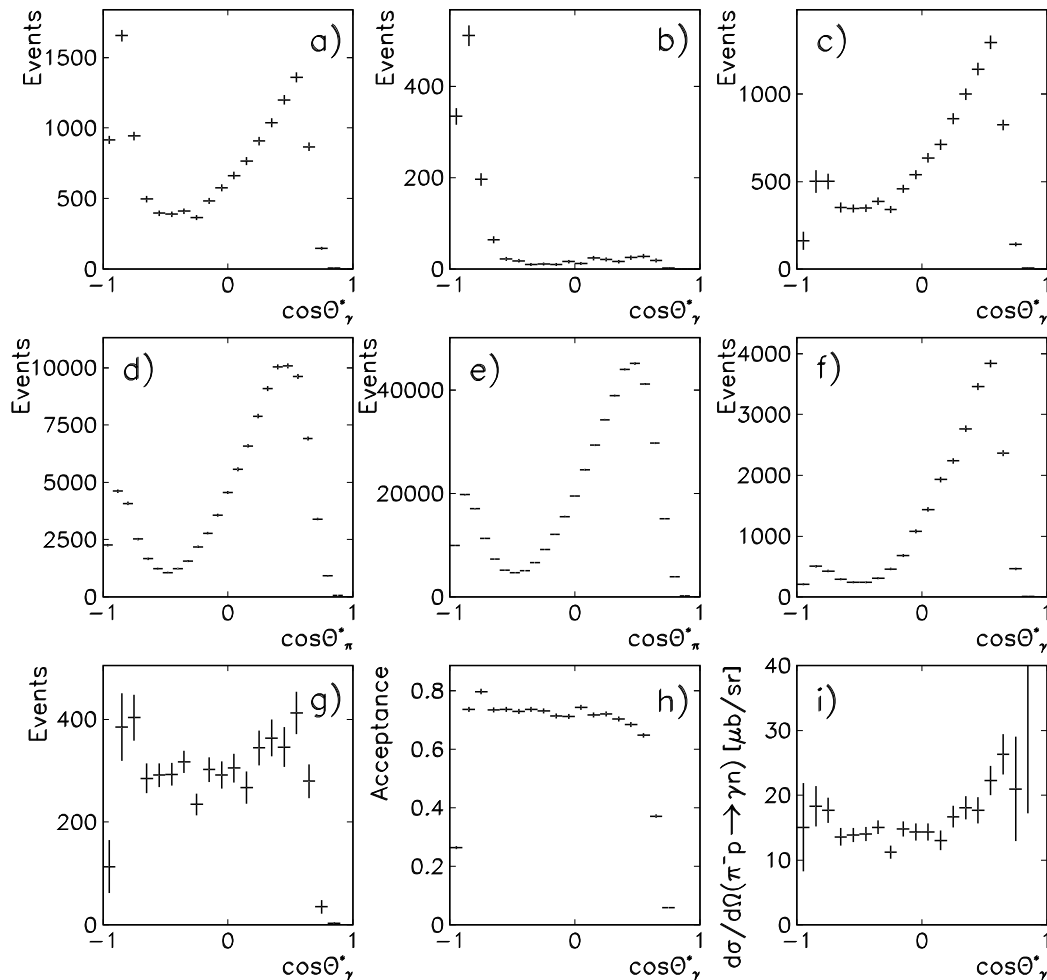 Events
a)
1500
1000
500
0
-1
0
1
cosΘ*γ
Events
b)
400
200
0
-1
0
1
cosΘ*γ
Events
c)
1000
500
0
-1
0
1
cosΘ*γ
Events
d)
10000
7500
5000
2500
0
-1
0
1
cosΘ*π
Events
e)
40000
20000
0
-1
0
1
cosΘ*π
Events
f)
4000
3000
2000
1000
0
-1
0
1
cosΘ*γ
Events
g)
400
200
0
-1
0
1
cosΘ*γ
Acceptance
h)
0.8
0.6
0.4
0.2
0.0
-1
0
1
cosΘ*γ
dσ/dΩ(π⁻p→γn) [μb/sr]
i)
40
30
20
10
0
-1
0
1
cosΘ*γ